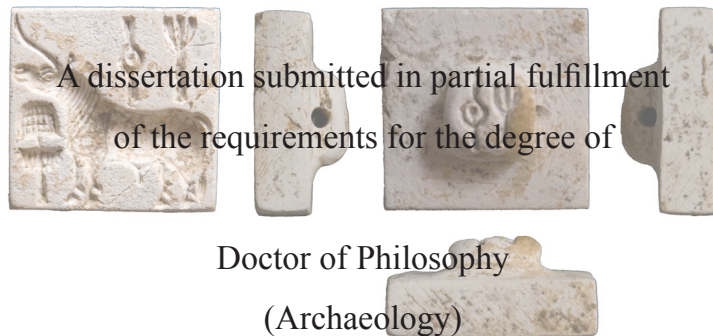 A dissertation submitted in partial fulfillment
of the requirements for the degree of
Doctor of Philosophy
(Archaeology)